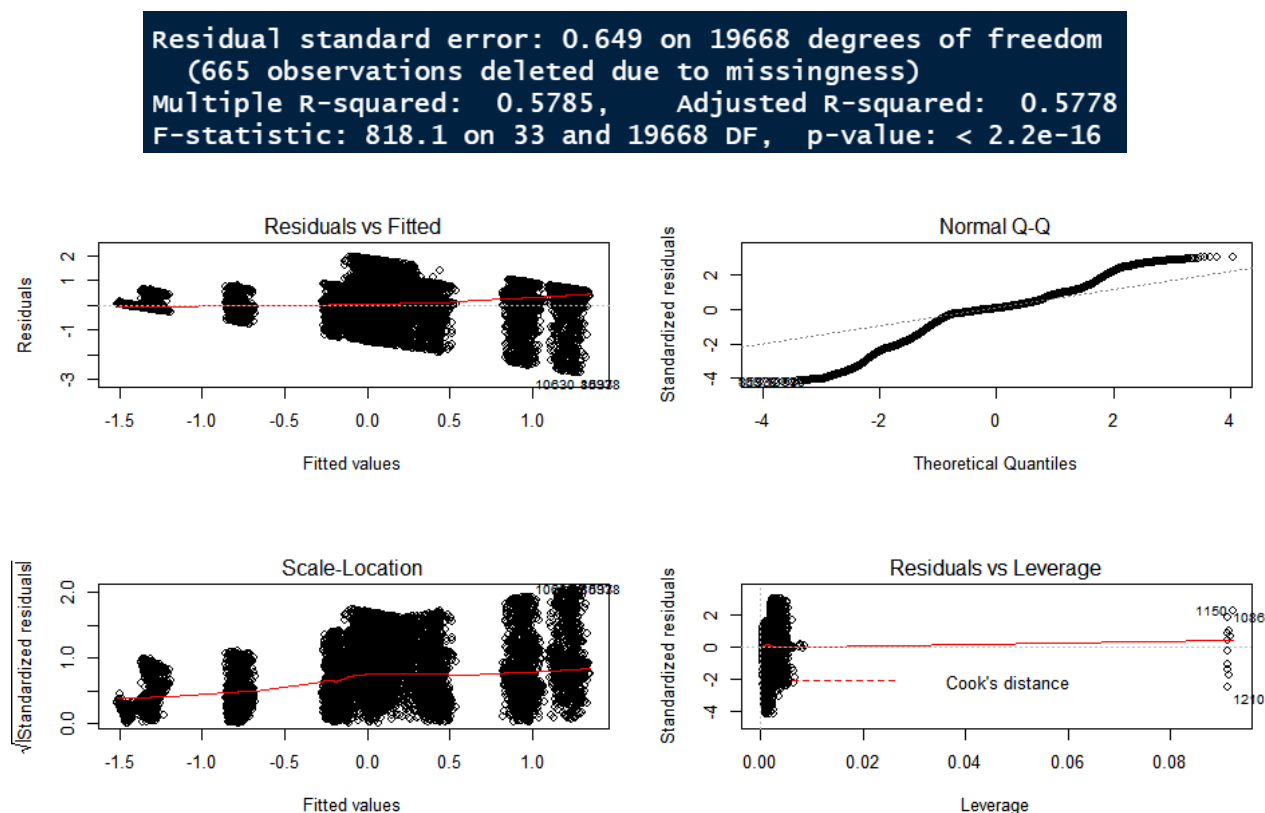 Residual standard error: 0.649 on 19668 degrees of freedom
(665 observations deleted due to missingness)
Multiple R-squared: 0.5785, Adjusted R-squared: 0.5778
F-statistic: 818.1 on 33 and 19668 DF, p-value: < 2.2e-16
Residuals vs Fitted
Residuals
2
1
-1
-3
10630
-1.5 -1.0 -0.5 0.0 0.5 1.0
Fitted values
Normal Q-Q
Standardized residuals
2
0
-2
-4
-4 -2 0 2 4
Theoretical Quantiles
Scale-Location
√|Standardized residuals|
2.0
1.0
0.0
-1.5 -1.0 -0.5 0.0 0.5 1.0
Fitted values
Residuals vs Leverage
Standardized residuals
2
0
-2
-4
1150
1086
1210
Cook's distance
0.00 0.02 0.04 0.06 0.08
Leverage